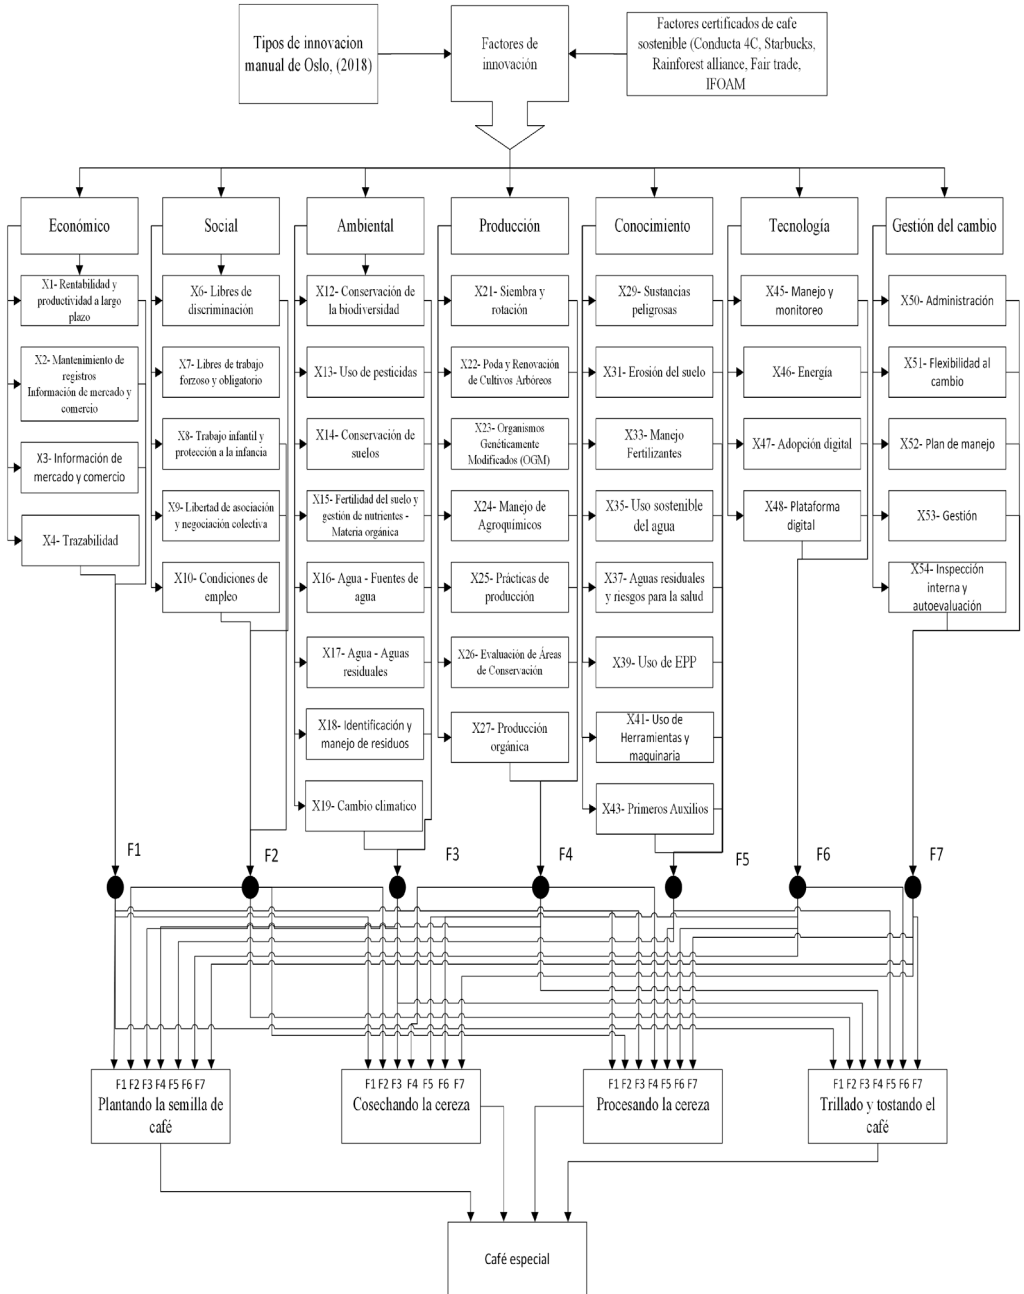 Tipos de innovacion
manual de Oslo, (2018)
Factores de
innovación
Factores certificados de cafe
sostenible (Conducta 4C, Starbucks,
Rainforest alliance, Fair trade,
IFOAM
Económico
Social
Ambiental
Producción
Conocimiento
Tecnología
Gestión del cambio
X1- Rentabilidad y
productividad a largo
plazo
X2- Mantenimiento de
registros
Información de mercado y
comercio
X3- Información de
mercado y comercio
X4- Trazabilidad
X6- Libres de
discriminación
X7- Libres de trabajo
forzoso y obligatorio
X8- Trabajo infantil y
protección a la infancia
X9- Libertad de asociación
y negociación colectiva
X10- Condiciones de
empleo
X12- Conservación de
la biodiversidad
X13- Uso de pesticidas
X14- Conservación de
suelos
X15- Fertilidad del suelo y
gestión de nutrientes -
Materia orgánica
X16- Agua - Fuentes de
agua
X17- Agua - Aguas
residuales
X18- Identificación y
manejo de residuos
X19- Cambio climatico
X21- Siembra y
rotación
X22- Poda y Renovación
de Cultivos Arbóreos
X23- Organismos
Genéticamente
Modificados (OGM)
X24- Manejo de
Agroquímicos
X25- Prácticas de
producción
X26- Evaluación de Áreas
de Conservación
X27- Producción
orgánica
X29- Sustancias
peligrosas
X31- Erosión del suelo
X33- Manejo
Fertilizantes
X35- Uso sostenible
del agua
X37- Aguas residuales
y riesgos para la salud
X39- Uso de EPP
X41- Uso de
Herramientas y
maquinaria
X43- Primeros Auxilios
X45- Manejo y
monitoreo
X46- Energía
X47- Adopción digital
X48- Plataforma
digital
X50- Administración
X51- Flexibilidad al
cambio
X52- Plan de manejo
X53- Gestión
X54- Inspección
interna y
autoevaluación
F1
F2
F3
F4
F5
F6
F7
F1 F2 F3 F4 F5 F6 F7
Plantando la semilla de
café
F1 F2 F3 F4 F5 F6 F7
Cosechando la cereza
F1 F2 F3 F4 F5 F6 F7
Procesando la cereza
F1 F2 F3 F4 F5 F6 F7
Trillado y tostando el
café
Café especial